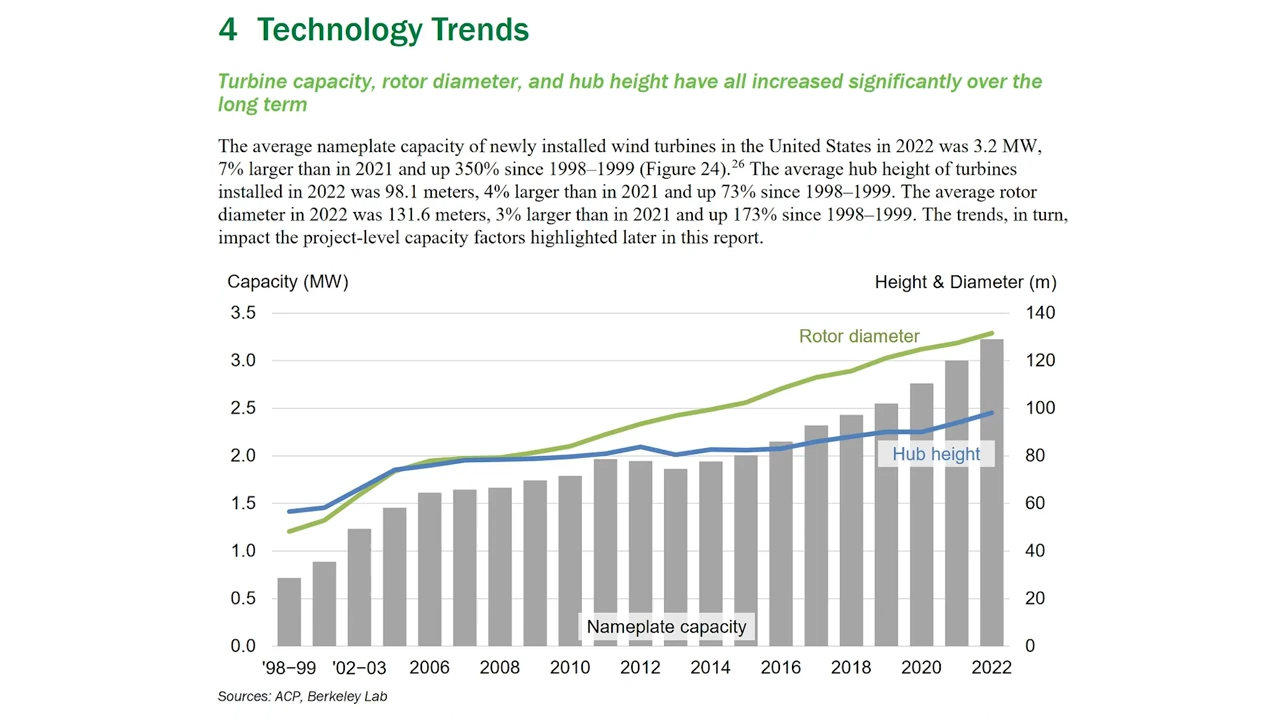 4 Technology Trends
Turbine capacity, rotor diameter, and hub height have all increased significantly over the
long term
The average nameplate capacity of newly installed wind turbines in the United States in 2022 was 3.2 MW,
7% larger than in 2021 and up 350% since 1998–1999 (Figure 24).26 The average hub height of turbines
installed in 2022 was 98.1 meters, 4% larger than in 2021 and up 73% since 1998–1999. The average rotor
diameter in 2022 was 131.6 meters, 3% larger than in 2021 and up 173% since 1998–1999. The trends, in turn,
impact the project-level capacity factors highlighted later in this report.
Capacity (MW) Height & Diameter (m)
3.5 140
Rotor diameter
3.0 120
2.5 100
Hub height
2.0 80
1.5 60
1.0 40
0.5 20
Nameplate capacity
0.0 0
'98−99 '02−03 2006 2008 2010 2012 2014 2016 2018 2020 2022
Sources: ACP, Berkeley Lab